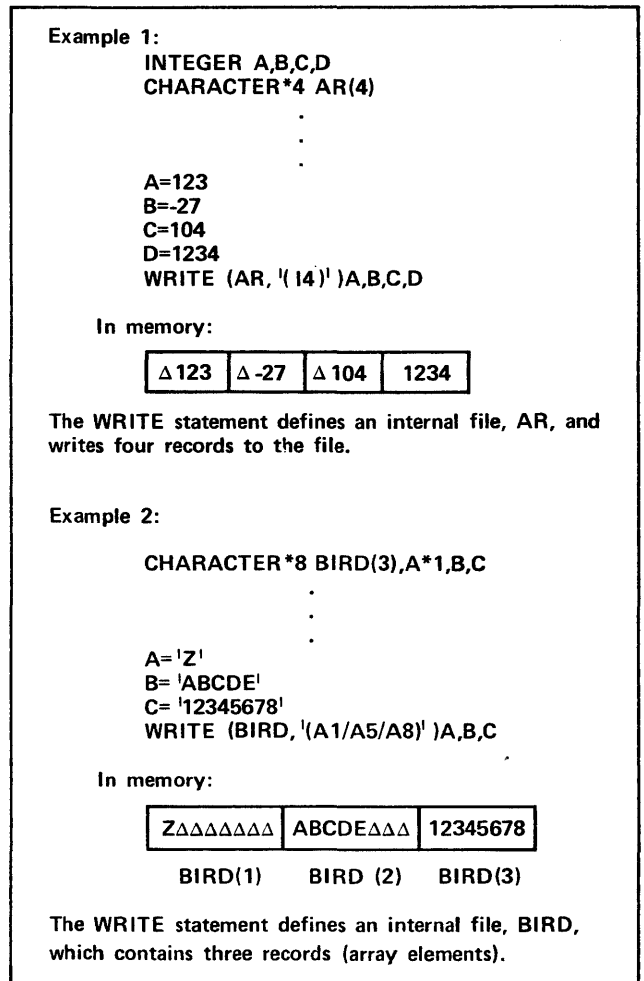 Example 1:
INTEGER A,B,C,D
CHARACTER*4 AR(4)
.
.
.
A=123
B=-27
C=104
D=1234
WRITE (AR, '( I4)' )A,B,C,D
In memory:
Δ123 Δ-27 Δ104 1234
The WRITE statement defines an internal file, AR, and
writes four records to the file.
Example 2:
CHARACTER*8 BIRD(3),A*1,B,C
.
.
.
A= 'Z'
B= 'ABCDE'
C= '12345678'
WRITE (BIRD, '(A1/A5/A8)' )A,B,C
In memory:
ZΔΔΔΔΔΔΔ ABCDEΔΔΔ 12345678
BIRD(1) BIRD (2) BIRD(3)
The WRITE statement defines an internal file, BIRD,
which contains three records (array elements).